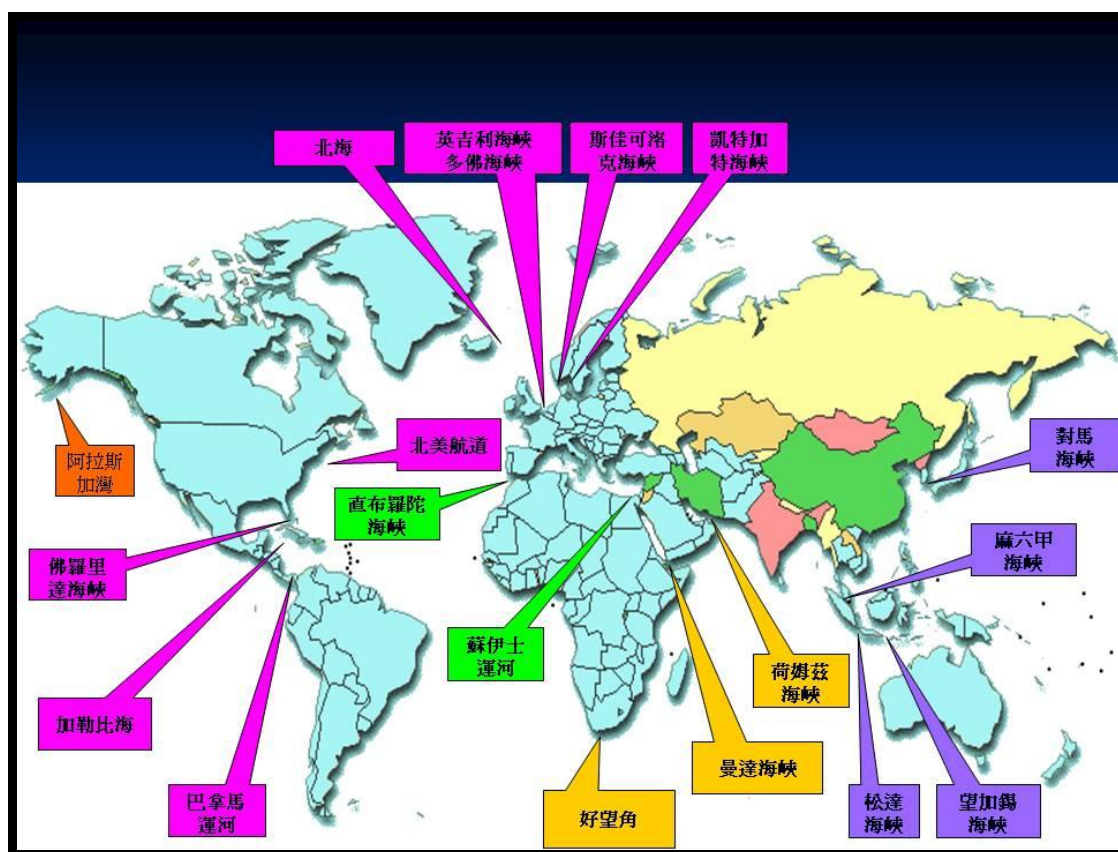 北海
英吉利海峽
多佛海峽
斯佳可洛
克海峽
凱特加
特海峽
阿拉斯
加灣
北美航道
直布羅陀
海峽
對馬
海峽
佛羅里
達海峽
麻六甲
海峽
蘇伊士
運河
荷姆茲
海峽
加勒比海
曼達海峽
巴拿馬
運河
好望角
松達
海峽
望加錫
海峽